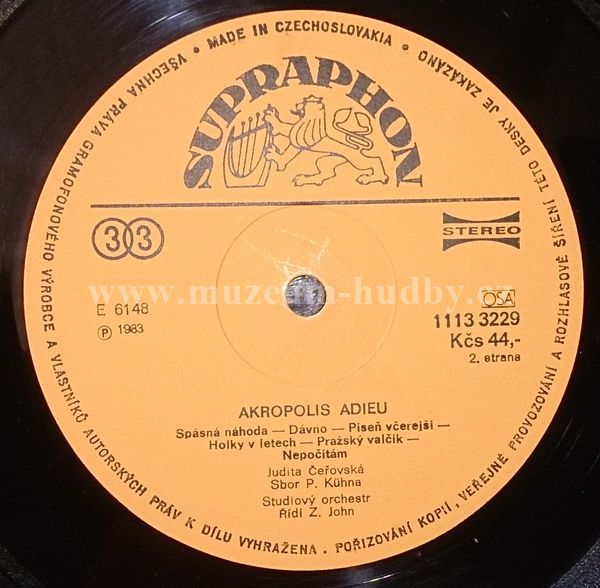 MADE IN CZECHOSLOVAKIA
VŠECHNA PRÁVA GRAMOFONOVÉHO VÝROBCE A VLASTNÍKŮ AUTORSKÝCH PRÁV K DÍLU VYHRAŽENA. POŘIZOVÁNÍ KOPIÍ, VEŘEJNÉ PROVOZOVÁNÍ A ROZHLASOVÉ ŠÍŘENÍ TÉTO DESKY JE ZAKÁZÁNO
SUPRAPHON
33
STEREO
www.muzeum-hudby.cz
E 6148
OSA
Ⓟ 1983
1113 3229
Kčs 44,-
2. strana
AKROPOLIS ADIEU
Spásná náhoda — Dávno — Píseň včerejší —
Holky v letech — Pražský valčík —
Nepočítám
Judita Čeřovská
Sbor P. Kühna
Studiový orchestr
Řídí Z. John